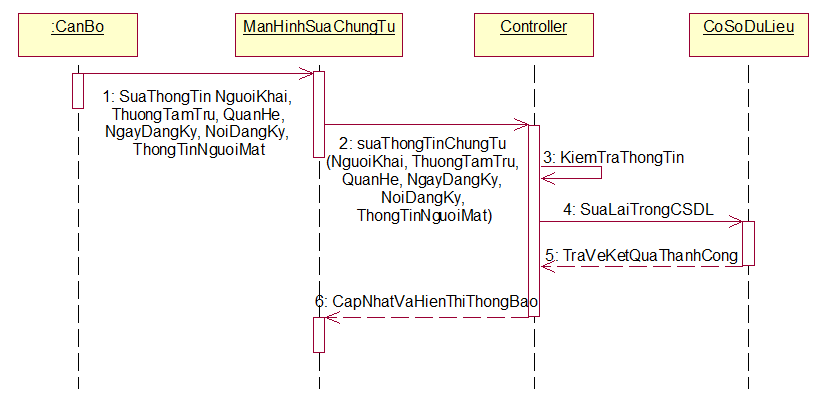 :CanBo
ManHinhSuaChungTu
Controller
CoSoDuLieu
1: SuaThongTin NguoiKhai,
ThuongTamTru, QuanHe,
NgayDangKy, NoiDangKy,
ThongTinNguoiMat
2: suaThongTinChungTu
(NguoiKhai, ThuongTamTru,
QuanHe, NgayDangKy,
NoiDangKy,
ThongTinNguoiMat)
3: KiemTraThongTin
4: SuaLaiTrongCSDL
5: TraVeKetQuaThanhCong
6: CapNhatVaHienThiThongBao